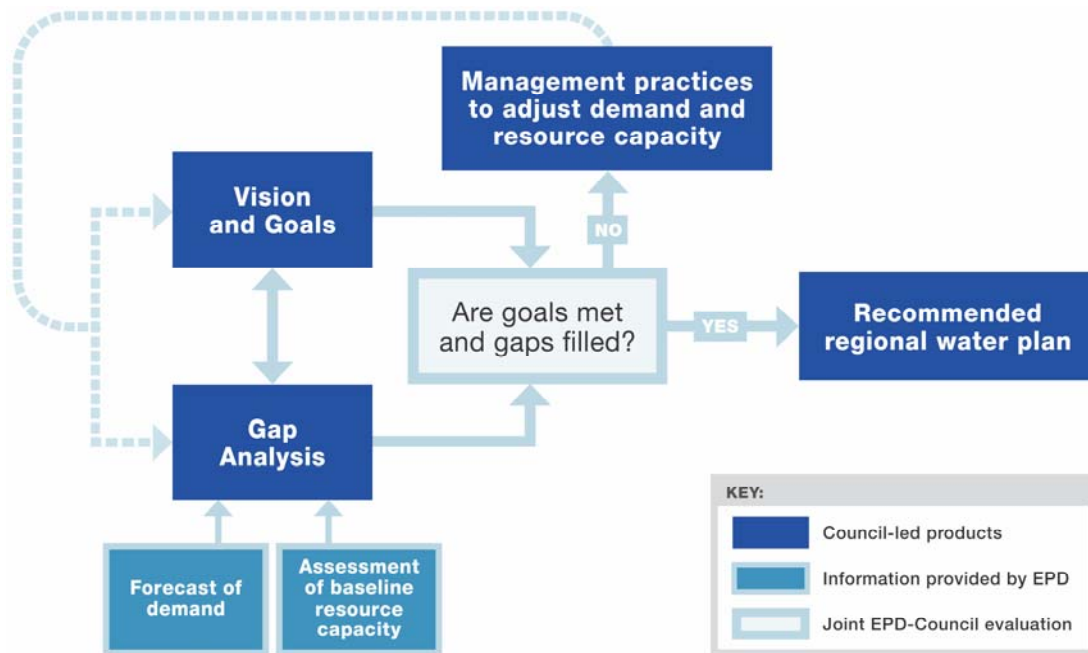 Management practices
to adjust demand and
resource capacity
Vision
and Goals
NO
Are goals met
and gaps filled?
YES
Recommended
regional water plan
Gap
Analysis
Forecast of
demand
Assessment
of baseline
resource
capacity
KEY:
Council-led products
Information provided by EPD
Joint EPD-Council evaluation